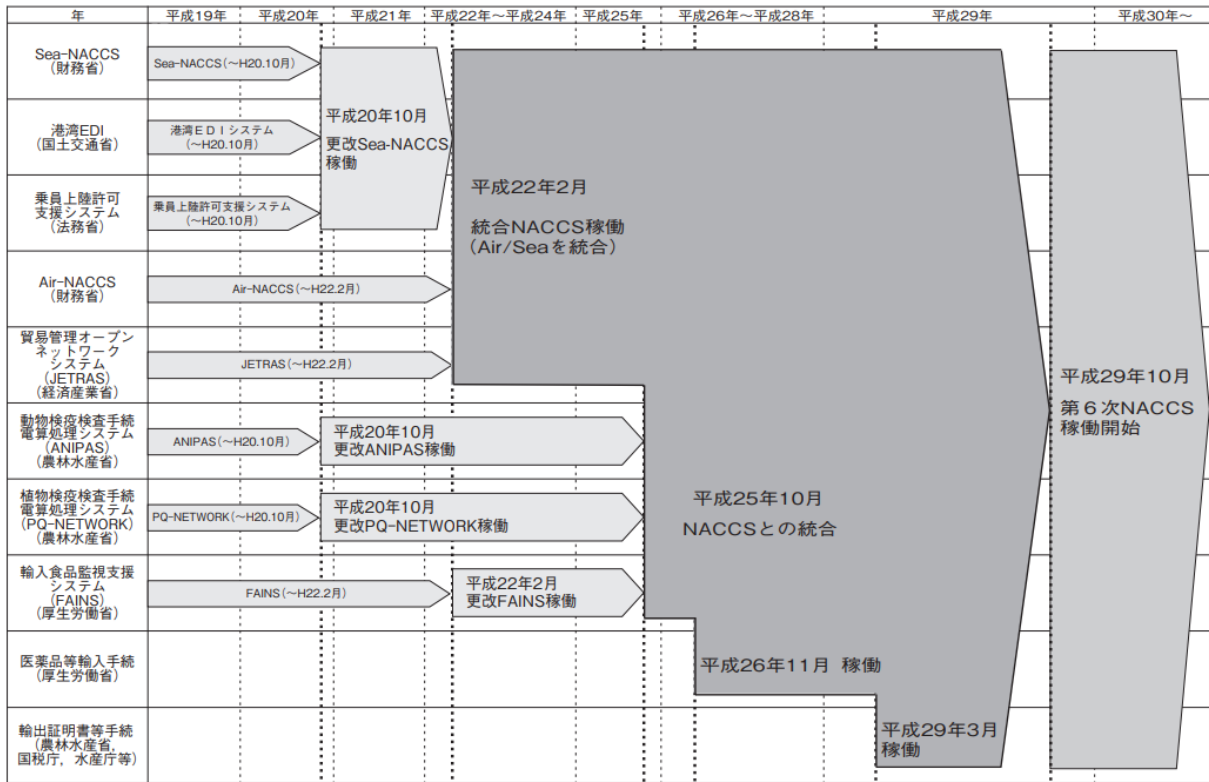 年
平成19年
平成20年
平成21年
平成22年～平成24年
平成25年
平成26年～平成28年
平成29年
平成30年～
Sea-NACCS
（財務省）
Sea-NACCS（～H20.10月）
平成20年10月
更改Sea-NACCS
稼働
港湾EDI
（国土交通省）
港湾ＥＤＩシステム
（～H20.10月）
乗員上陸許可
支援システム
（法務省）
乗員上陸許可支援システム
（～H20.10月）
平成22年2月
統合NACCS稼働
（Air/Seaを統合）
Air-NACCS
（財務省）
Air-NACCS（～H22.2月）
貿易管理オープン
ネットワーク
システム
（JETRAS）
（経済産業省）
JETRAS（～H22.2月）
平成29年10月
第６次NACCS
稼働開始
動物検疫検査手続
電算処理システム
（ANIPAS）
（農林水産省）
ANIPAS（～H20.10月）
平成20年10月
更改ANIPAS稼働
植物検疫検査手続
電算処理システム
（PQ-NETWORK）
（農林水産省）
PQ-NETWORK（～H20.10月）
平成20年10月
更改PQ-NETWORK稼働
平成25年10月
NACCSとの統合
輸入食品監視支援
システム
（FAINS）
（厚生労働省）
FAINS（～H22.2月）
平成22年2月
更改FAINS稼働
医薬品等輸入手続
（厚生労働省）
平成26年11月 稼働
輸出証明書等手続
（農林水産省，
国税庁，水産庁等）
平成29年3月
稼働